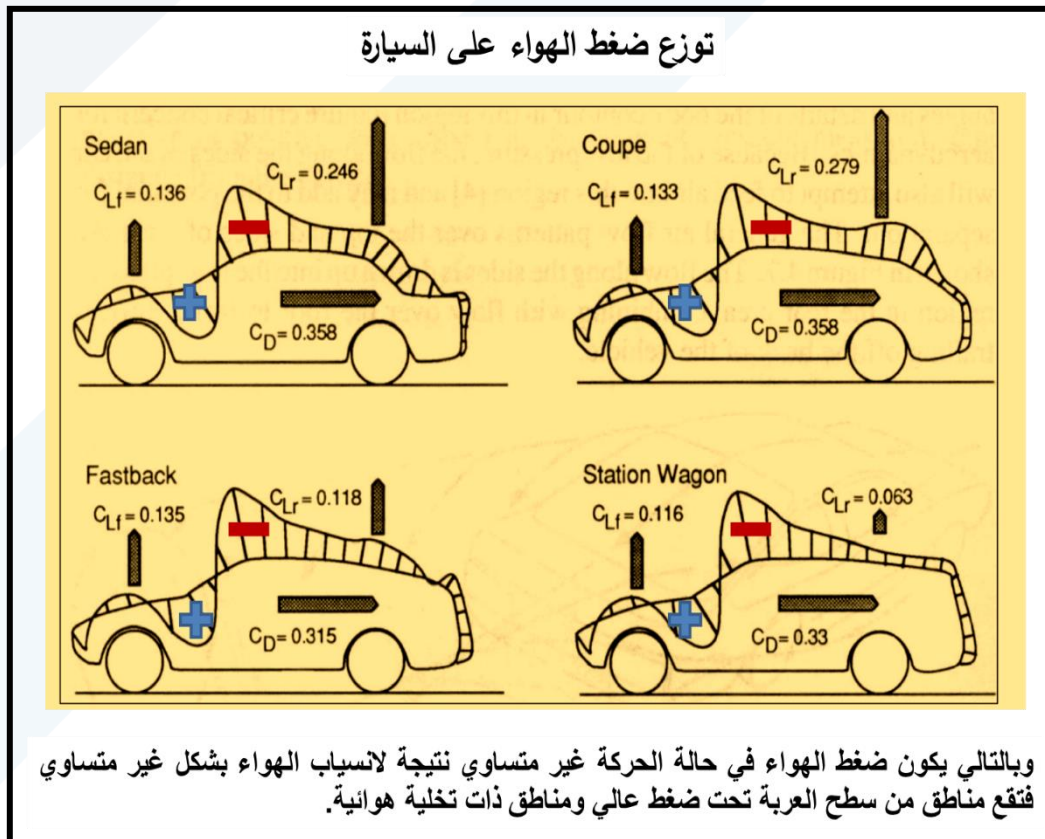 توزع ضغط الهواء على السيارة
Sedan
C_Lf = 0.136
C_Lr = 0.246
C_D = 0.358
Coupe
C_Lf = 0.133
C_Lr = 0.279
C_D = 0.358
Fastback
C_Lf = 0.135
C_Lr = 0.118
C_D = 0.315
Station Wagon
C_Lf = 0.116
C_Lr = 0.063
C_D = 0.33
وبالتالي يكون ضغط الهواء في حالة الحركة غير متساوي نتيجة لانسياب الهواء بشكل غير متساوي
فتقع مناطق من سطح العربة تحت ضغط عالي ومناطق ذات تخلية هوائية.